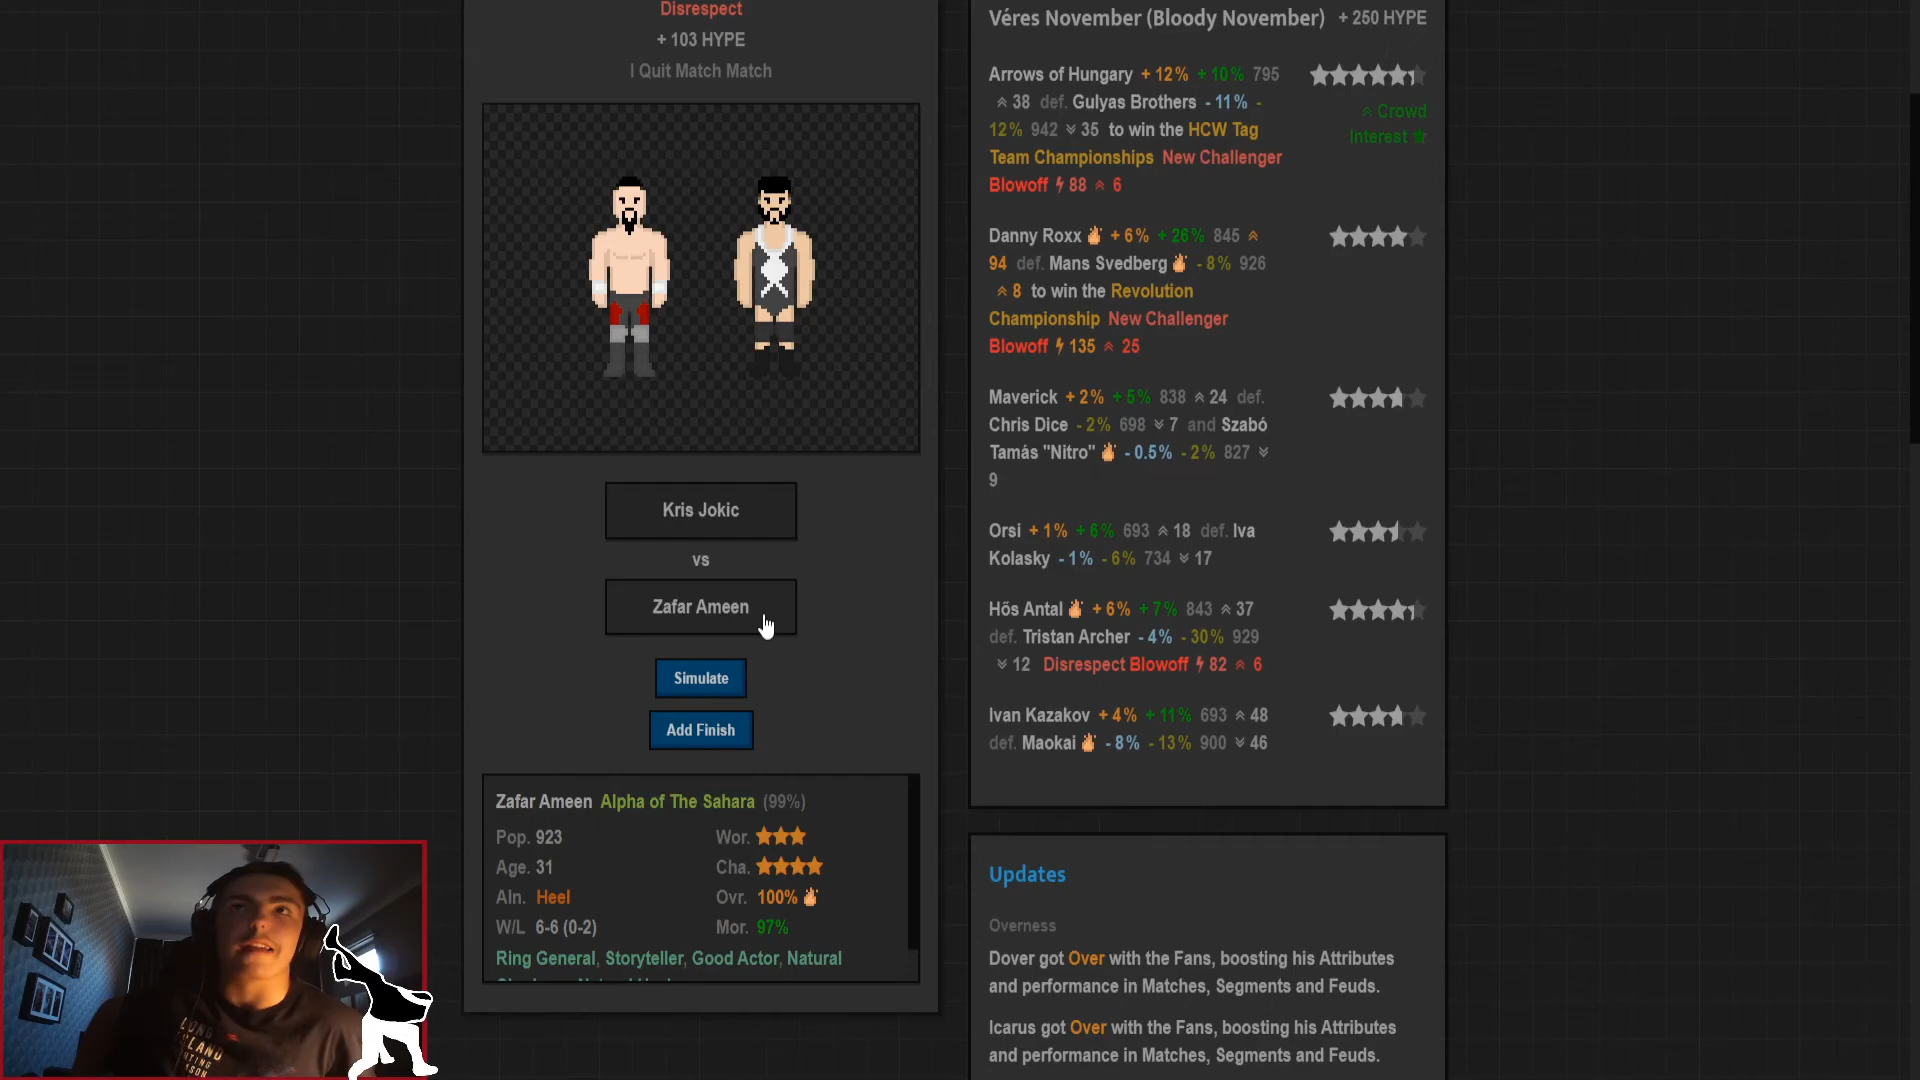 Disrespect
+ 103 HYPE
I Quit Match Match
Kris Jokic
vs
Zafar Ameen
Simulate
Add Finish
Zafar Ameen Alpha of The Sahara (99%)
Pop. 923 Wor.
Age. 31 Cha.
Aln. Heel Ovr. 100%
W/L 6-6 (0-2) Mor. 97%
Ring General, Storyteller, Good Actor, Natural
Véres November (Bloody November) + 250 HYPE
Arrows of Hungary + 12% + 10% 795
38 def. Gulyas Brothers - 11% -
12% 942 35 to win the HCW Tag
Team Championships New Challenger
Blowoff 88 6
Crowd
Interest
Danny Roxx + 6% + 26% 845
94 def. Mans Svedberg - 8% 926
8 to win the Revolution
Championship New Challenger
Blowoff 135 25
Maverick + 2% + 5% 838 24 def.
Chris Dice - 2% 698 7 and Szabó
Tamás "Nitro" - 0.5% - 2% 827
9
Orsi + 1% + 6% 693 18 def. Iva
Kolasky - 1% - 6% 734 17
Hős Antal + 6% + 7% 843 37
def. Tristan Archer - 4% - 30% 929
12 Disrespect Blowoff 82 6
Ivan Kazakov + 4% + 11% 693 48
def. Maokai - 8% - 13% 900 46
Updates
Overness
Dover got Over with the Fans, boosting his Attributes
and performance in Matches, Segments and Feuds.
Icarus got Over with the Fans, boosting his Attributes
and performance in Matches, Segments and Feuds.